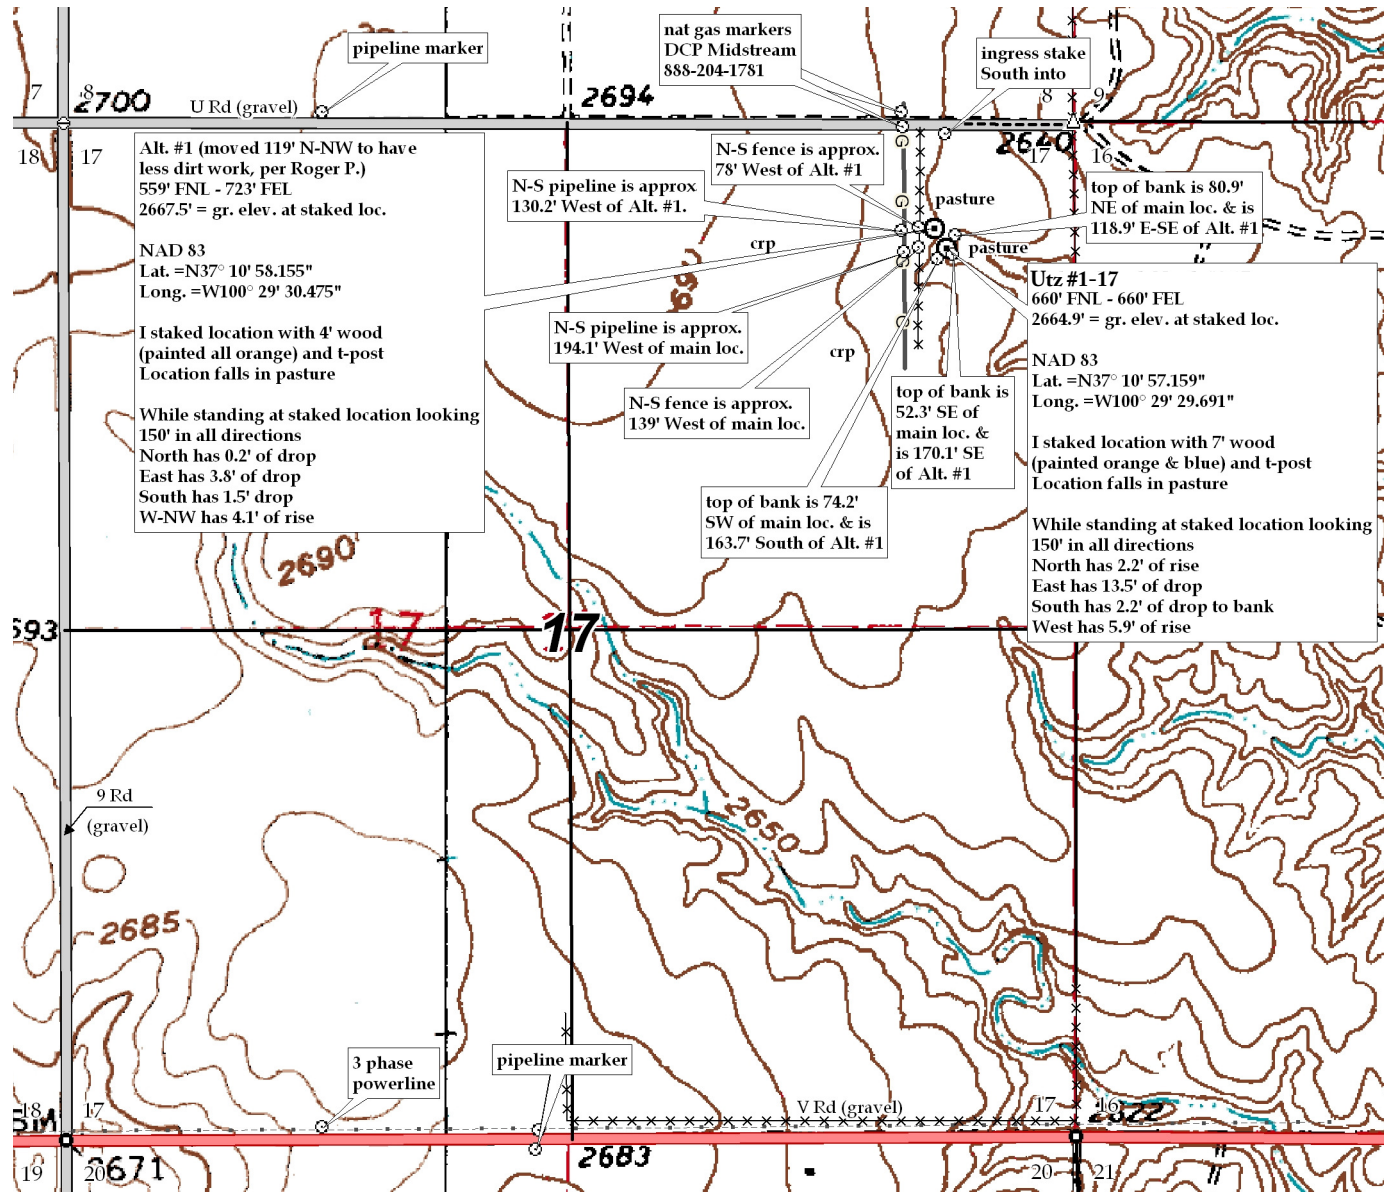 nat gas markers
DCP Midstream
888-204-1781
pipeline marker
ingress stake
South into
7
8
2700
U Rd (gravel)
2694
8
9
2640
18
17
17
16
Alt. #1 (moved 119' N-NW to have
less dirt work, per Roger P.)
559' FNL - 723' FEL
2667.5' = gr. elev. at staked loc.
NAD 83
Lat. =N37° 10' 58.155"
Long. =W100° 29' 30.475"
I staked location with 4' wood
(painted all orange) and t-post
Location falls in pasture
While standing at staked location looking
150' in all directions
North has 0.2' of drop
East has 3.8' of drop
South has 1.5' drop
W-NW has 4.1' of rise
N-S fence is approx.
78' West of Alt. #1
N-S pipeline is approx
130.2' West of Alt. #1.
G
G
G
G
pasture
crp
pasture
crp
top of bank is 80.9'
NE of main loc. & is
118.9' E-SE of Alt. #1
N-S pipeline is approx.
194.1' West of main loc.
N-S fence is approx.
139' West of main loc.
top of bank is
52.3' SE of
main loc. &
is 170.1' SE
of Alt. #1
top of bank is 74.2'
SW of main loc. & is
163.7' South of Alt. #1
Utz #1-17
660' FNL - 660' FEL
2664.9' = gr. elev. at staked loc.
NAD 83
Lat. =N37° 10' 57.159"
Long. =W100° 29' 29.691"
I staked location with 7' wood
(painted orange & blue) and t-post
Location falls in pasture
While standing at staked location looking
150' in all directions
North has 2.2' of rise
East has 13.5' of drop
South has 2.2' of drop to bank
West has 5.9' of rise
2690
593
17
17
9 Rd
(gravel)
2650
2685
3 phase
powerline
pipeline marker
V Rd (gravel)
18
17
17
16
2671
2683
19
20
20
21